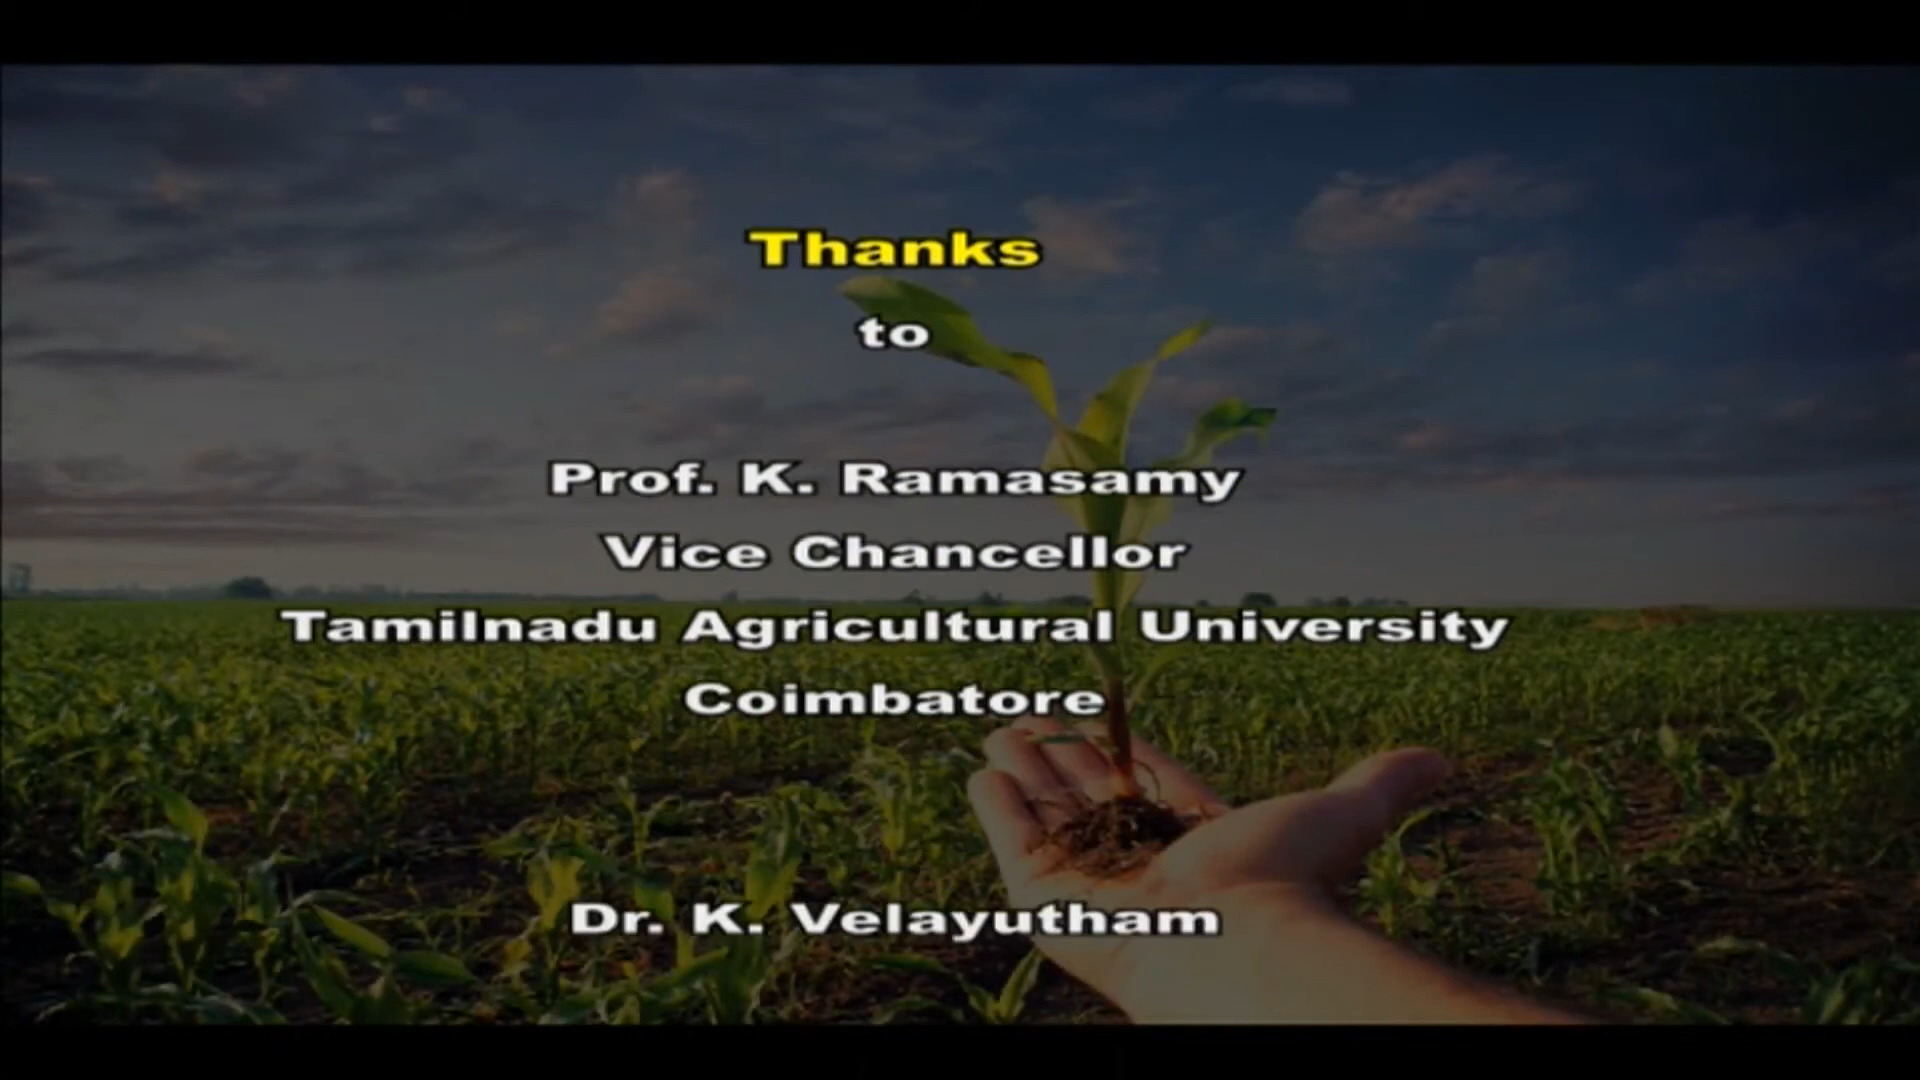 Thanks
to
Prof. K. Ramasamy
Vice Chancellor
Tamilnadu Agricultural University
Coimbatore
Dr. K. Velayutham